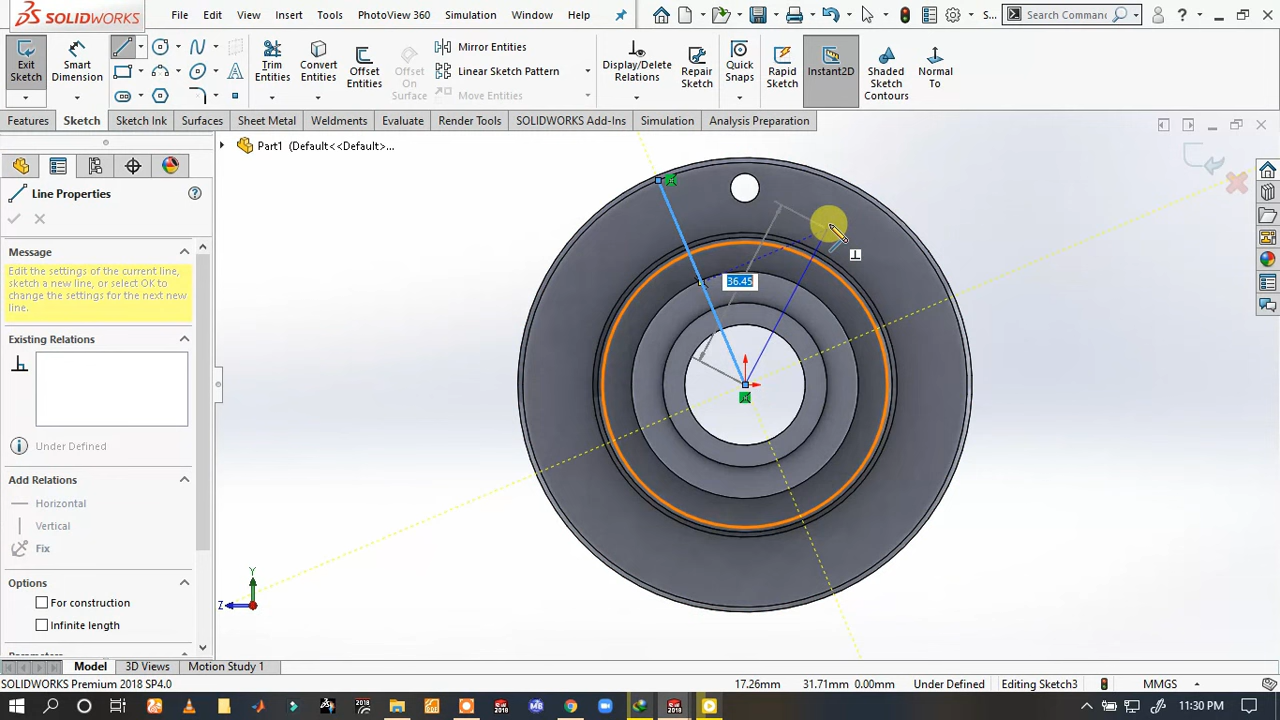 SOLIDWORKS
File Edit View Insert Tools PhotoView 360 Simulation Window Help
S... Search Commands
Exit Sketch
Smart Dimension
Trim Entities
Convert Entities
Offset Entities
Offset On Surface
Mirror Entities
Linear Sketch Pattern
Move Entities
Display/Delete Relations
Repair Sketch
Quick Snaps
Rapid Sketch
Instant2D
Shaded Sketch Contours
Normal To
Features Sketch Sketch Ink Surfaces Sheet Metal Weldments Evaluate Render Tools SOLIDWORKS Add-Ins Simulation Analysis Preparation
Part1 (Default<<Default>...
Line Properties
Message
Edit the settings of the current line,
sketch a new line, or select OK to
change the settings for the next new
line.
Existing Relations
Under Defined
Add Relations
Horizontal
Vertical
Fix
Options
For construction
Infinite length
36.45
Y
Z
Model 3D Views Motion Study 1
SOLIDWORKS Premium 2018 SP4.0 17.26mm 31.71mm 0.00mm Under Defined Editing Sketch3 MMGS
11:30 PM